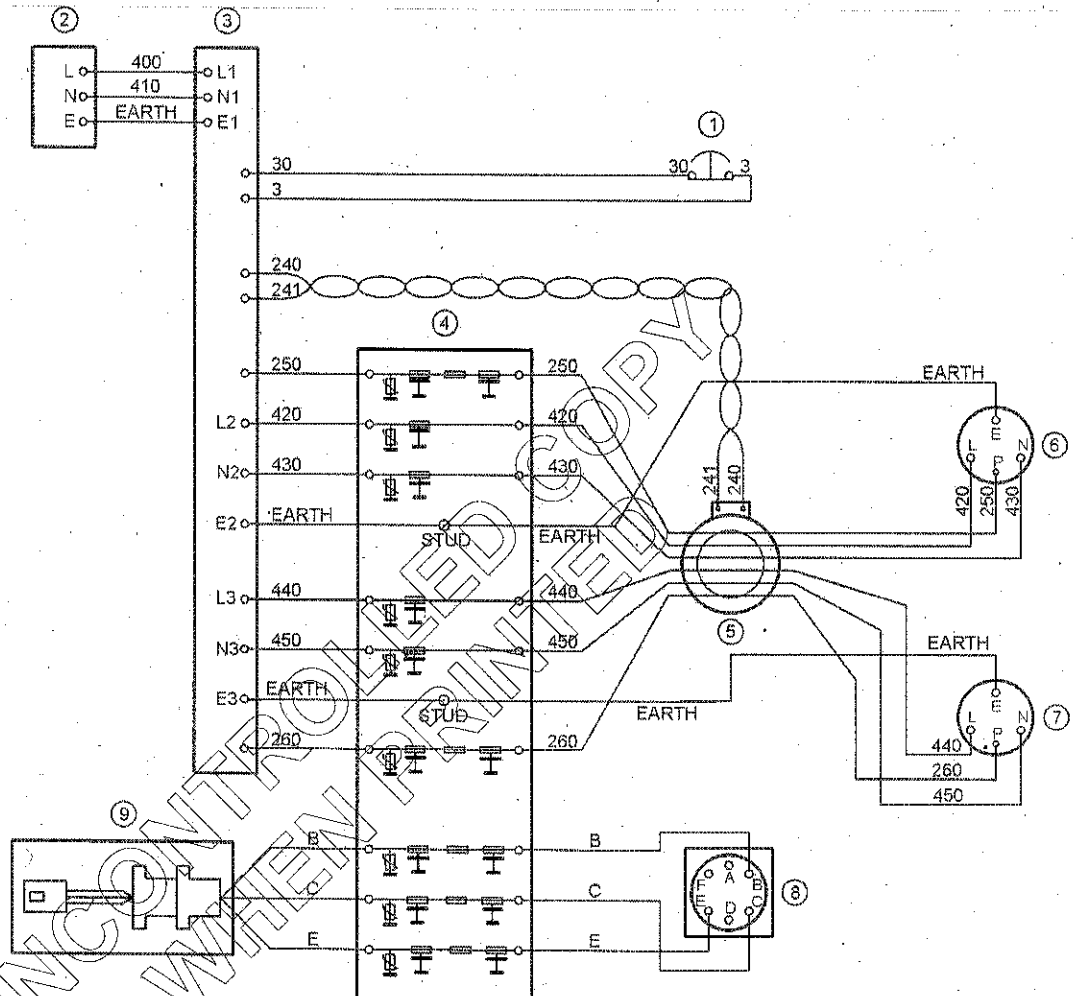 2 3
L 400 L1
N 410 N1
E EARTH E1
1
30 30 3
3
240
241
4
250 250 EARTH
L2 420 420
E
6
L N
P
N2 430 430
241 240
420 250 430
E2 EARTH EARTH
STUD
L3 440 440
5
N3 450 450
EARTH
E3 EARTH
STUD EARTH
E
7
L N
P
260 260
440
260
450
9
B B
8
A
F B
E C
D
C C
E E
UNCONTROLLED COPY
WHEN PRINTED